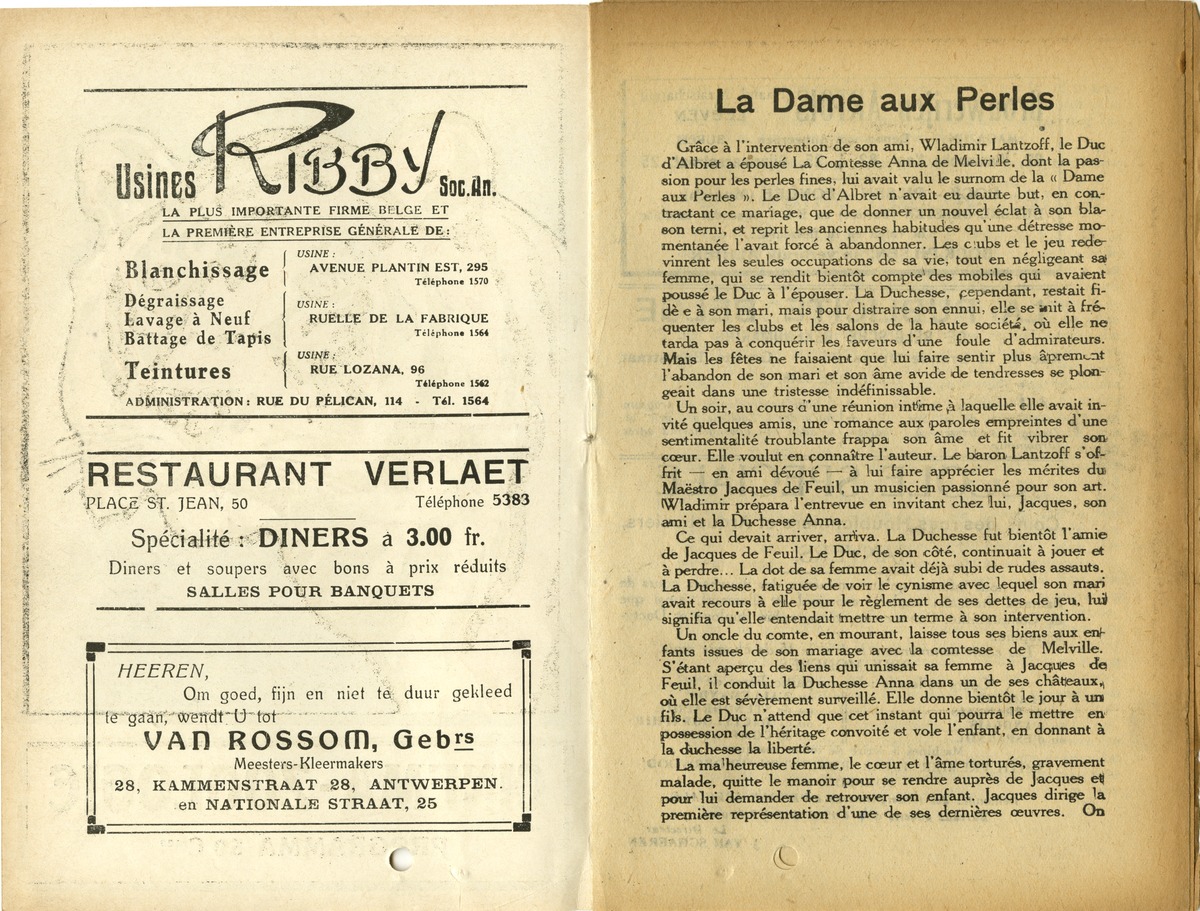 Usines RIBBY Soc.An.
LA PLUS IMPORTANTE FIRME BELGE ET
LA PREMIÈRE ENTREPRISE GÉNÉRALE DE:
Blanchissage
USINE:
AVENUE PLANTIN EST, 295
Téléphone 1570
Dégraissage
Lavage à Neuf
Battage de Tapis
USINE:
RUELLE DE LA FABRIQUE
Téléphone 1564
Teintures
USINE:
RUE LOZANA, 96
Téléphone 1562
ADMINISTRATION: RUE DU PÉLICAN, 114 - Tél. 1564
RESTAURANT VERLAET
PLACE ST. JEAN, 50 Téléphone 5383
Spécialité : DINERS à 3.00 fr.
Diners et soupers avec bons à prix réduits
SALLES POUR BANQUETS
HEEREN,
Om goed, fijn en niet te duur gekleed
te gaan, wendt U tot
VAN ROSSOM, Gebrs
Meesters-Kleermakers
28, KAMMENSTRAAT 28, ANTWERPEN.
en NATIONALE STRAAT, 25
La Dame aux Perles
Grâce à l'intervention de son ami, Wladimir Lantzoff, le Duc
d'Albret a épousé La Comtesse Anna de Melville, dont la pas-
sion pour les perles fines, lui avait valu le surnom de la « Dame
aux Perles ». Le Duc d'Albret n'avait eu daurte but, en con-
tractant ce mariage, que de donner un nouvel éclat à son bla-
son terni, et reprit les anciennes habitudes qu'une détresse mo-
mentanée l'avait forcé à abandonner. Les clubs et le jeu rede-
vinrent les seules occupations de sa vie, tout en négligeant sa
femme, qui se rendit bientôt compte des mobiles qui avaient
poussé le Duc à l'épouser. La Duchesse, cependant, restait fi-
dèle à son mari, mais pour distraire son ennui, elle se mit à fré-
quenter les clubs et les salons de la haute société, où elle ne
tarda pas à conquérir les faveurs d'une foule d'admirateurs.
Mais les fêtes ne faisaient que lui faire sentir plus âprement
l'abandon de son mari et son âme avide de tendresses se plon-
geait dans une tristesse indéfinissable.
Un soir, au cours d'une réunion intime à laquelle elle avait in-
vité quelques amis, une romance aux paroles empreintes d'une
sentimentalité troublante frappa son âme et fit vibrer son
cœur. Elle voulut en connaître l'auteur. Le baron Lantzoff s'of-
frit — en ami dévoué — à lui faire apprécier les mérites du
Maëstro Jacques de Feuil, un musicien passionné pour son art.
Wladimir prépara l'entrevue en invitant chez lui, Jacques, son
ami et la Duchesse Anna.
Ce qui devait arriver, arriva. La Duchesse fut bientôt l'amie
de Jacques de Feuil. Le Duc, de son côté, continuait à jouer et
à perdre... La dot de sa femme avait déjà subi de rudes assauts.
La Duchesse, fatiguée de voir le cynisme avec lequel son mari
avait recours à elle pour le règlement de ses dettes de jeu, lui
signifia qu'elle entendait mettre un terme à son intervention.
Un oncle du comte, en mourant, laisse tous ses biens aux en-
fants issues de son mariage avec la comtesse de Melville.
S'étant aperçu des liens qui unissait sa femme à Jacques de
Feuil, il conduit la Duchesse Anna dans un de ses châteaux,
où elle est sévèrement surveillé. Elle donne bientôt le jour à un
fils. Le Duc n'attend que cet instant qui pourra le mettre en
possession de l'héritage convoité et vole l'enfant, en donnant à
la duchesse la liberté.
La malheureuse femme, le cœur et l'âme torturés, gravement
malade, quitte le manoir pour se rendre auprès de Jacques et
pour lui demander de retrouver son enfant. Jacques dirige la
première représentation d'une de ses dernières œuvres. On